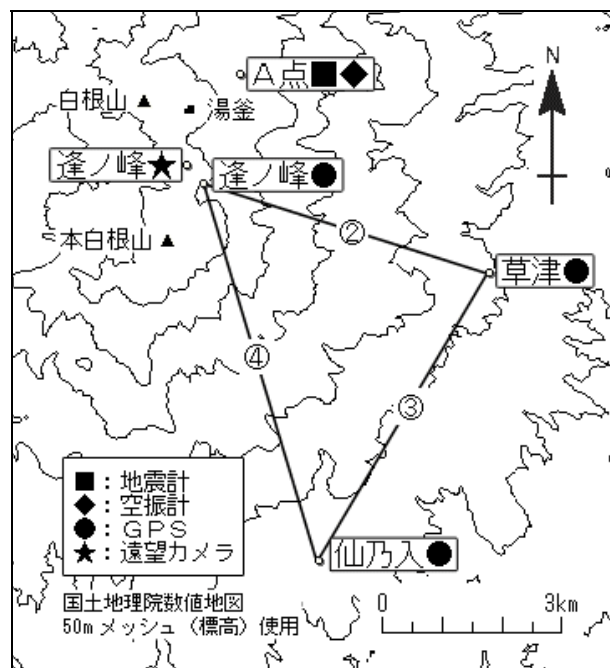 N
A点■◆
白根山▲
湯釜
逢ノ峰★
逢ノ峰●
本白根山▲
②
草津●
④
③
仙乃入●
■：地震計
◆：空振計
●：GPS
★：遠望カメラ
国土地理院数値地図
50mメッシュ（標高）使用
0 3km